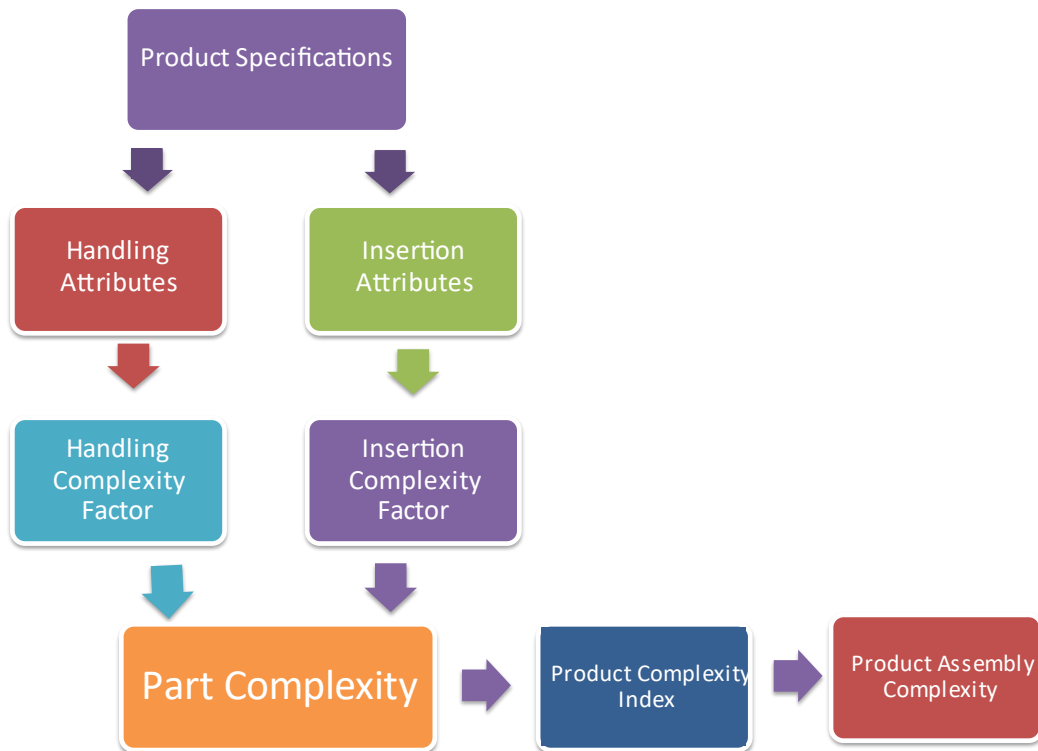 Product Specifications
Handling
Attributes
Insertion
Attributes
Handling
Complexity
Factor
Insertion
Complexity
Factor
Part Complexity
Product Complexity
Index
Product Assembly
Complexity